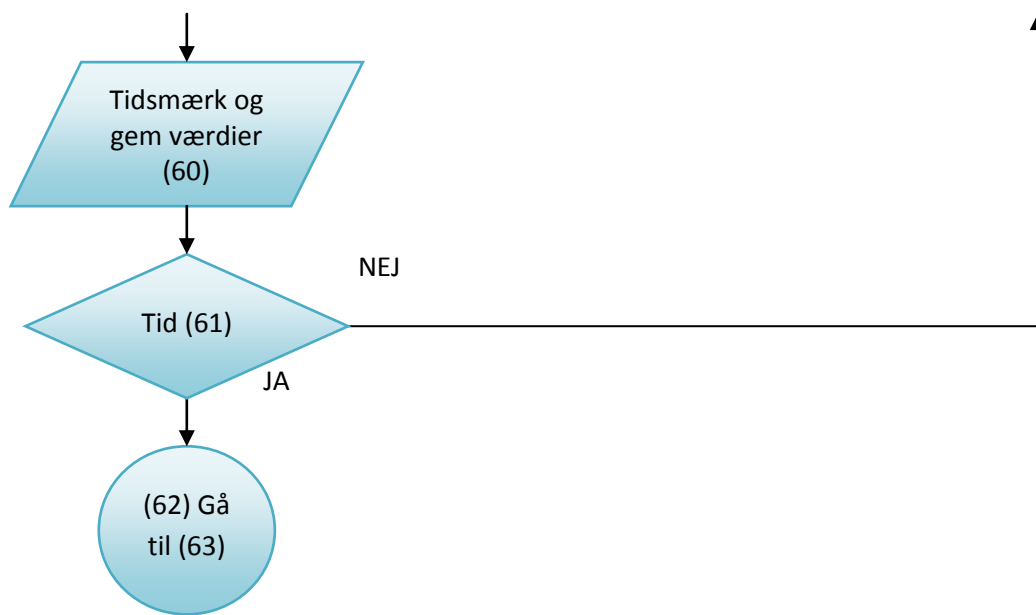 Tidsmærk og
gem værdier
(60)
NEJ
Tid (61)
JA
(62) Gå
til (63)